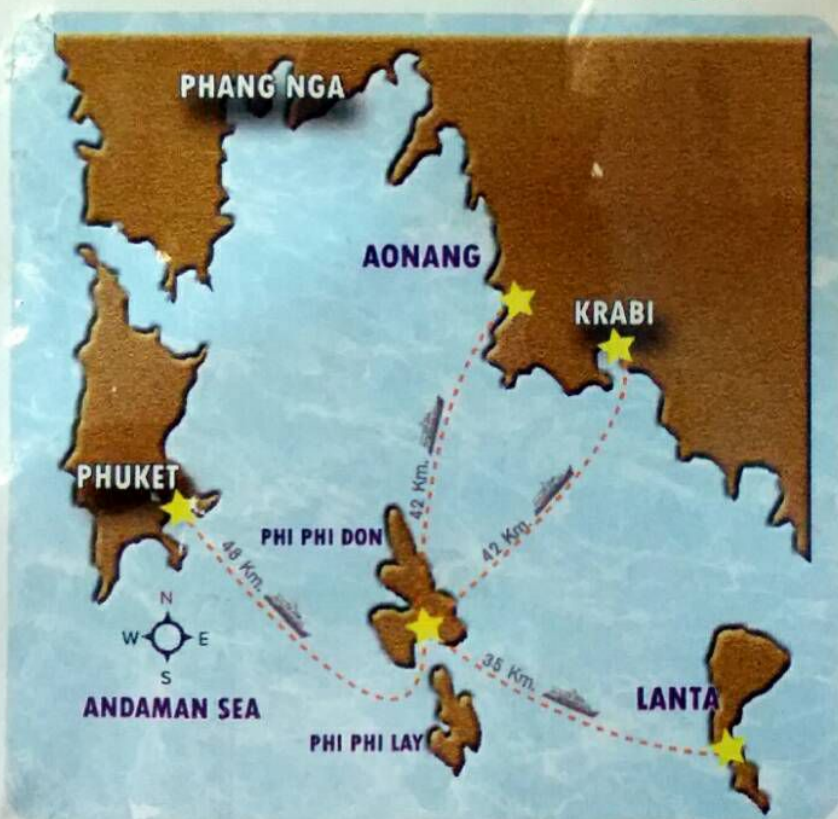 PHANG NGA
AONANG
KRABI
PHUKET
42 Km.
42 Km.
PHI PHI DON
48 Km.
N
W E
S
35 Km.
LANTA
ANDAMAN SEA
PHI PHI LAY